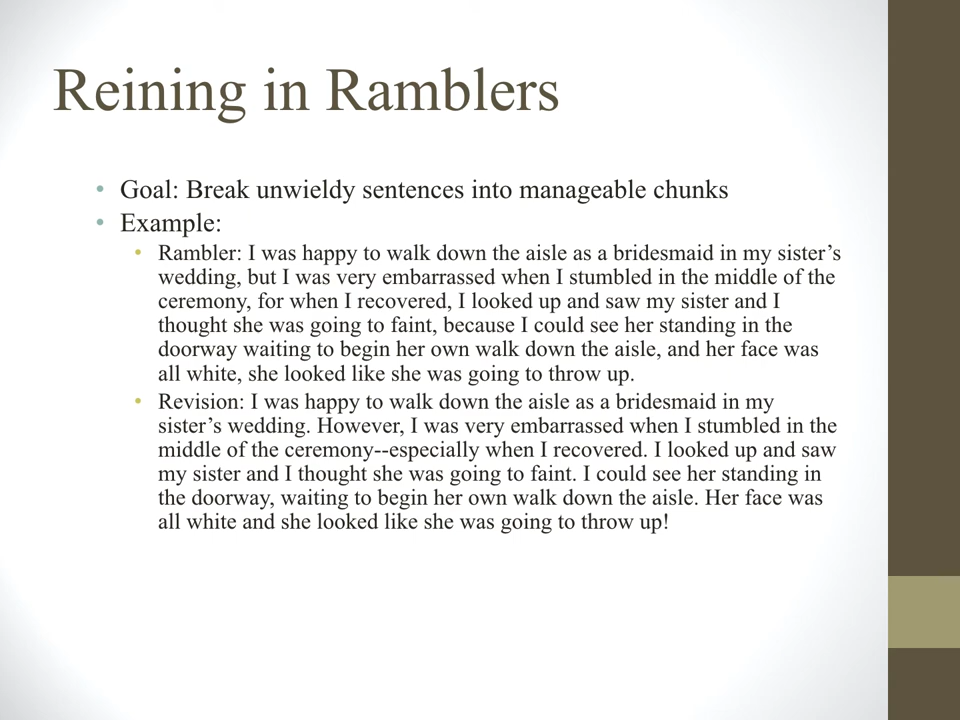 Reining in Ramblers
• Goal: Break unwieldy sentences into manageable chunks
• Example:
• Rambler: I was happy to walk down the aisle as a bridesmaid in my sister’s
wedding, but I was very embarrassed when I stumbled in the middle of the
ceremony, for when I recovered, I looked up and saw my sister and I
thought she was going to faint, because I could see her standing in the
doorway waiting to begin her own walk down the aisle, and her face was
all white, she looked like she was going to throw up.
• Revision: I was happy to walk down the aisle as a bridesmaid in my
sister’s wedding. However, I was very embarrassed when I stumbled in the
middle of the ceremony--especially when I recovered. I looked up and saw
my sister and I thought she was going to faint. I could see her standing in
the doorway, waiting to begin her own walk down the aisle. Her face was
all white and she looked like she was going to throw up!